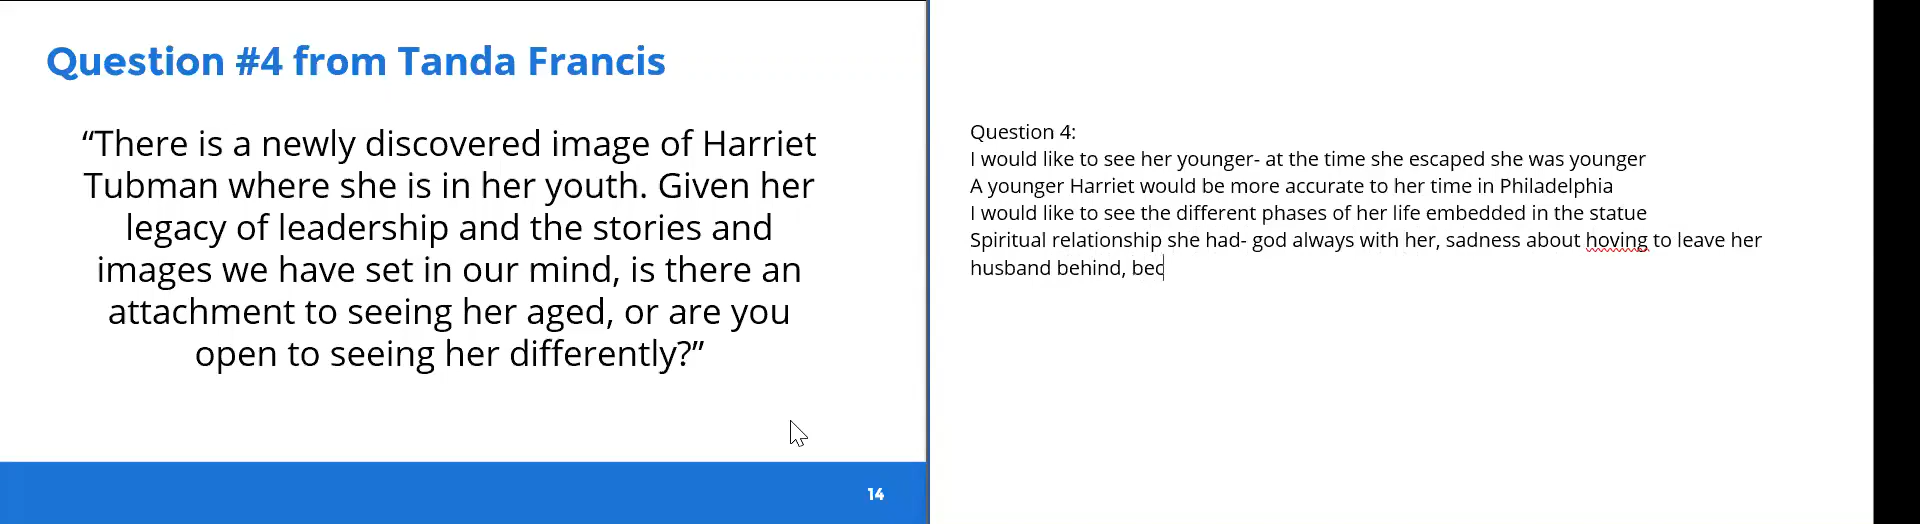 Question #4 from Tanda Francis
“There is a newly discovered image of Harriet
Tubman where she is in her youth. Given her
legacy of leadership and the stories and
images we have set in our mind, is there an
attachment to seeing her aged, or are you
open to seeing her differently?”
14
Question 4:
I would like to see her younger- at the time she escaped she was younger
A younger Harriet would be more accurate to her time in Philadelphia
I would like to see the different phases of her life embedded in the statue
Spiritual relationship she had- god always with her, sadness about hoving to leave her
husband behind, bec